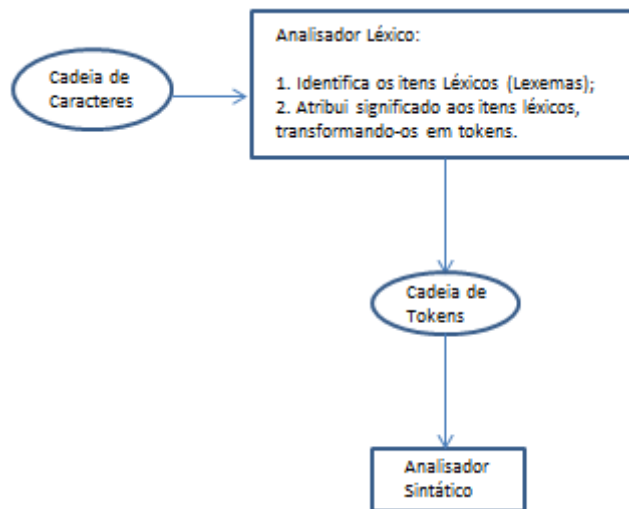 Cadeia de
Caracteres
Analisador Léxico:
1. Identifica os itens Léxicos (Lexemas);
2. Atribui significado aos itens léxicos,
transformando-os em tokens.
Cadeia de
Tokens
Analisador
Sintático